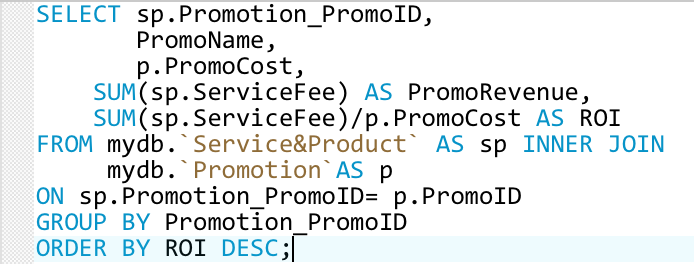 SELECT sp.Promotion_PromoID,
PromoName,
p.PromoCost,
SUM(sp.ServiceFee) AS PromoRevenue,
SUM(sp.ServiceFee)/p.PromoCost AS ROI
FROM mydb.`Service&Product` AS sp INNER JOIN
mydb.`Promotion`AS p
ON sp.Promotion_PromoID= p.PromoID
GROUP BY Promotion_PromoID
ORDER BY ROI DESC;